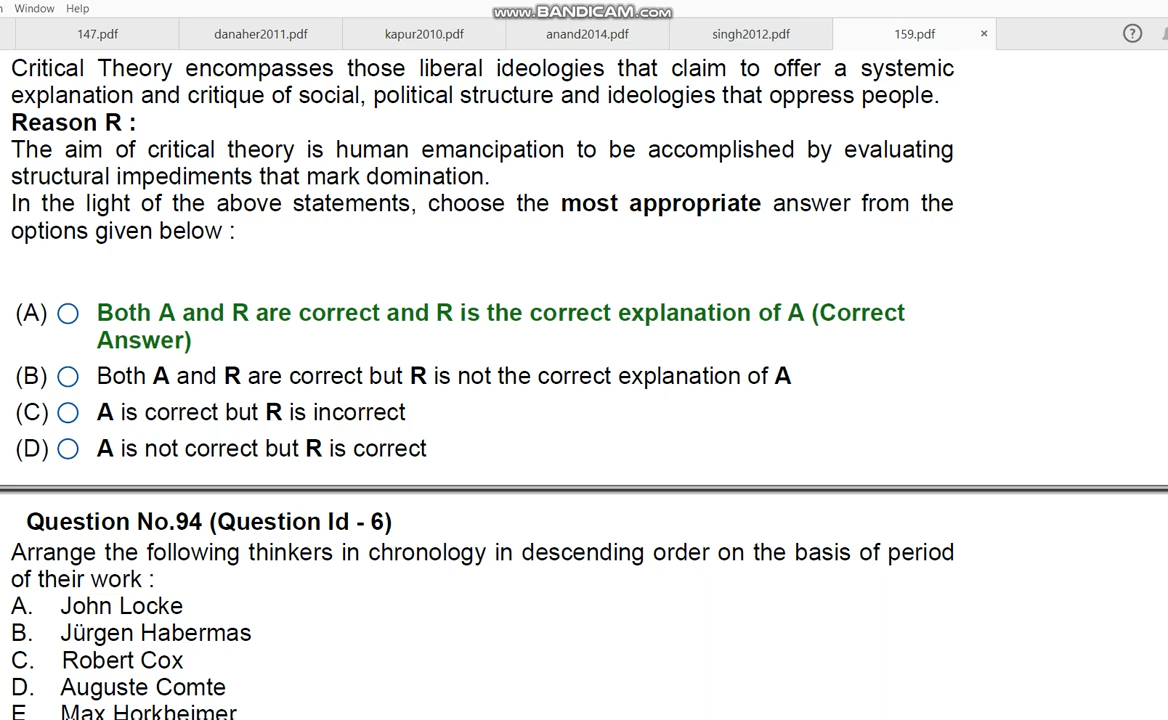 Window Help
www.BANDICAM.com
147.pdf danaher2011.pdf kapur2010.pdf anand2014.pdf singh2012.pdf 159.pdf × ?
Critical Theory encompasses those liberal ideologies that claim to offer a systemic
explanation and critique of social, political structure and ideologies that oppress people.
Reason R :
The aim of critical theory is human emancipation to be accomplished by evaluating
structural impediments that mark domination.
In the light of the above statements, choose the most appropriate answer from the
options given below :
(A) Both A and R are correct and R is the correct explanation of A (Correct
Answer)
(B) Both A and R are correct but R is not the correct explanation of A
(C) A is correct but R is incorrect
(D) A is not correct but R is correct
Question No.94 (Question Id - 6)
Arrange the following thinkers in chronology in descending order on the basis of period
of their work :
A. John Locke
B. Jürgen Habermas
C. Robert Cox
D. Auguste Comte
E Max Horkheimer